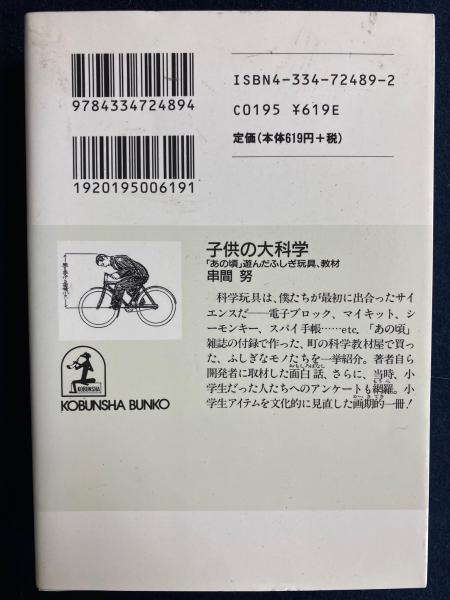 ISBN4-334-72489-2
9784334724894
C0195 ¥619E
定価(本体619円+税)
1920195006191
子供の大科学
「あの頃」遊んだふしぎ玩具、教材
串間 努
科学玩具は、僕たちが最初に出合ったサイ
エンスだ──電子ブロック、マイキット、シ
ーモンキー、スパイ手帳……etc.「あの頃」
雑誌の付録で作った、町の科学教材屋で買っ
た、ふしぎなモノたちを一挙紹介。著者自ら
開発者に取材した面白話、さらに、当時、小
学生だった人たちへのアンケートも網羅。小
学生アイテムを文化的に見直した画期的一冊!
KOBUNSHA
KOBUNSHA BUNKO